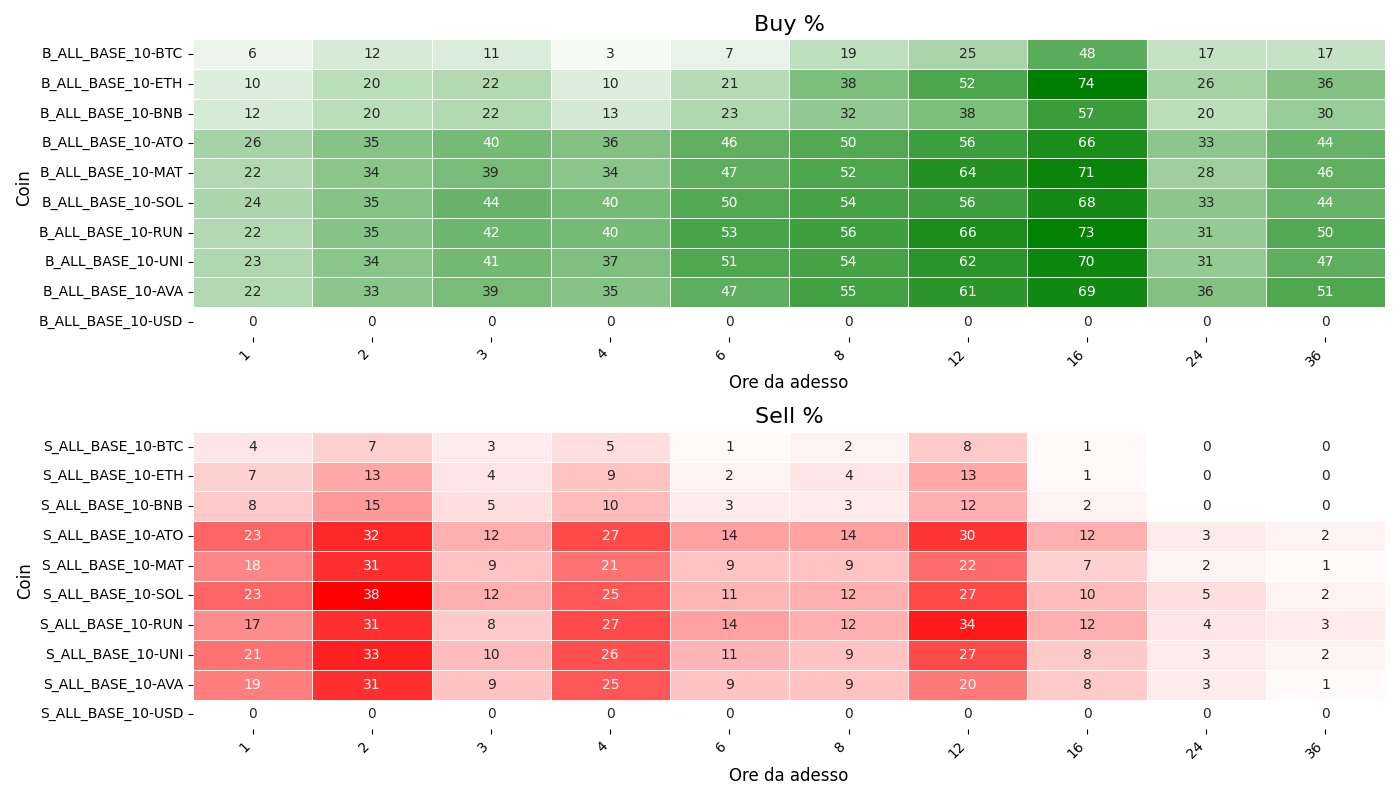 Buy %
Coin
B_ALL_BASE_10-BTC 6 12 11 3 7 19 25 48 17 17
B_ALL_BASE_10-ETH 10 20 22 10 21 38 52 74 26 36
B_ALL_BASE_10-BNB 12 20 22 13 23 32 38 57 20 30
B_ALL_BASE_10-ATO 26 35 40 36 46 50 56 66 33 44
B_ALL_BASE_10-MAT 22 34 39 34 47 52 64 71 28 46
B_ALL_BASE_10-SOL 24 35 44 40 50 54 56 68 33 44
B_ALL_BASE_10-RUN 22 35 42 40 53 56 66 73 31 50
B_ALL_BASE_10-UNI 23 34 41 37 51 54 62 70 31 47
B_ALL_BASE_10-AVA 22 33 39 35 47 55 61 69 36 51
B_ALL_BASE_10-USD 0 0 0 0 0 0 0 0 0 0
1 2 3 4 6 8 12 16 24 36
Ore da adesso
Sell %
Coin
S_ALL_BASE_10-BTC 4 7 3 5 1 2 8 1 0 0
S_ALL_BASE_10-ETH 7 13 4 9 2 4 13 1 0 0
S_ALL_BASE_10-BNB 8 15 5 10 3 3 12 2 0 0
S_ALL_BASE_10-ATO 23 32 12 27 14 14 30 12 3 2
S_ALL_BASE_10-MAT 18 31 9 21 9 9 22 7 2 1
S_ALL_BASE_10-SOL 23 38 12 25 11 12 27 10 5 2
S_ALL_BASE_10-RUN 17 31 8 27 14 12 34 12 4 3
S_ALL_BASE_10-UNI 21 33 10 26 11 9 27 8 3 2
S_ALL_BASE_10-AVA 19 31 9 25 9 9 20 8 3 1
S_ALL_BASE_10-USD 0 0 0 0 0 0 0 0 0 0
1 2 3 4 6 8 12 16 24 36
Ore da adesso